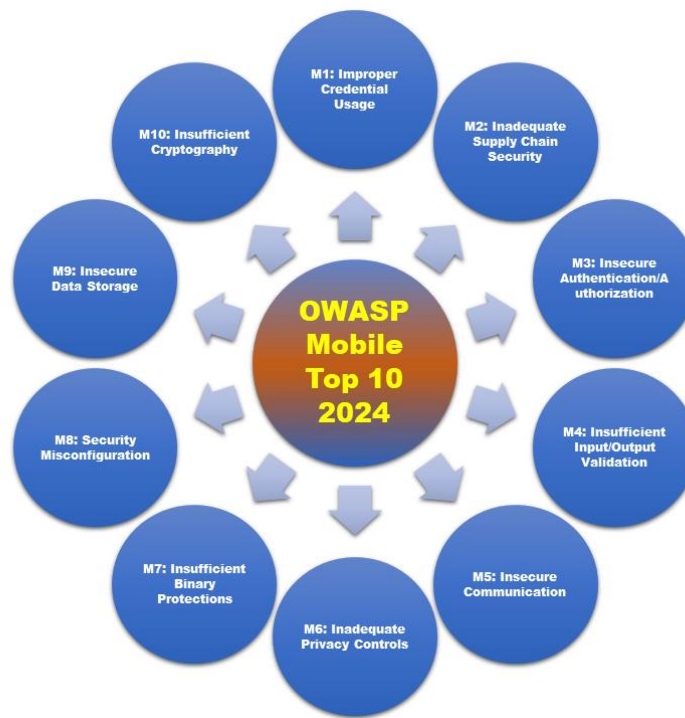 OWASP
Mobile
Top 10
2024
M1: Improper
Credential
Usage
M2: Inadequate
Supply Chain
Security
M3: Insecure
Authentication/A
uthorization
M4: Insufficient
Input/Output
Validation
M5: Insecure
Communication
M6: Inadequate
Privacy Controls
M7: Insufficient
Binary
Protections
M8: Security
Misconfiguration
M9: Insecure
Data Storage
M10: Insufficient
Cryptography